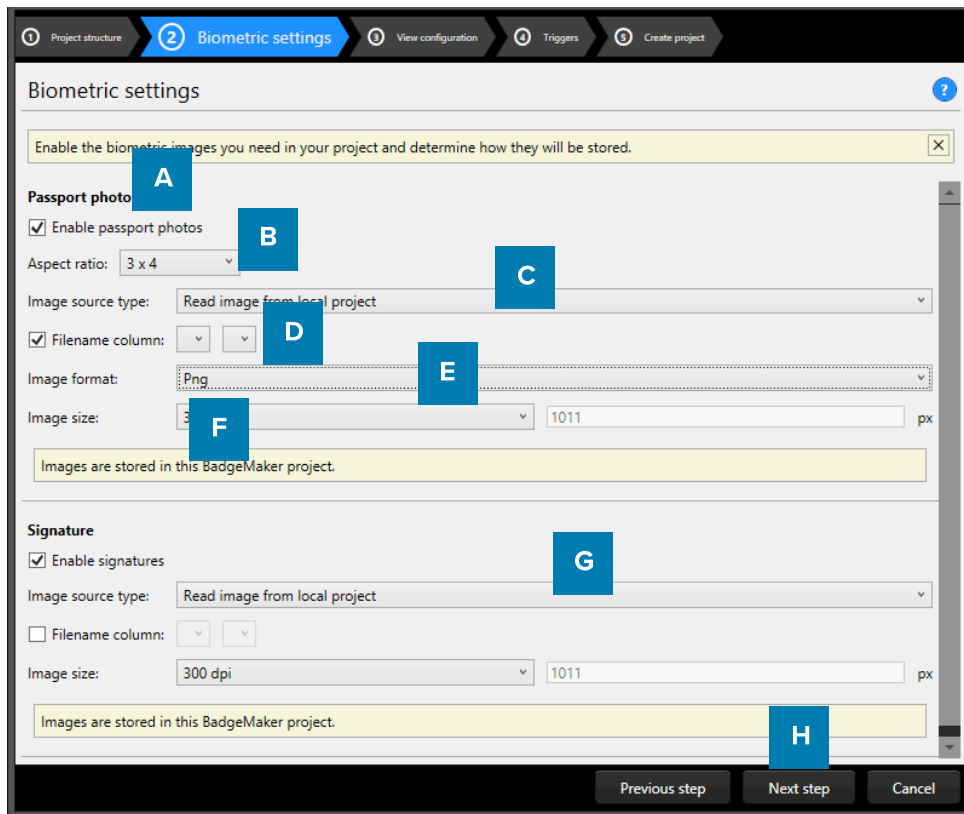 1 Project structure 2 Biometric settings 3 View configuration 4 Triggers 5 Create project
Biometric settings ?
Enable the biometric images you need in your project and determine how they will be stored.
A
Passport photo
Enable passport photos
B
Aspect ratio: 3 x 4
C
Image source type: Read image from local project
Filename column: D
E
Image format: Png
Image size: 3 F 1011 px
Images are stored in this BadgeMaker project.
Signature
Enable signatures
G
Image source type: Read image from local project
Filename column:
Image size: 300 dpi 1011 px
Images are stored in this BadgeMaker project.
H
Previous step Next step Cancel